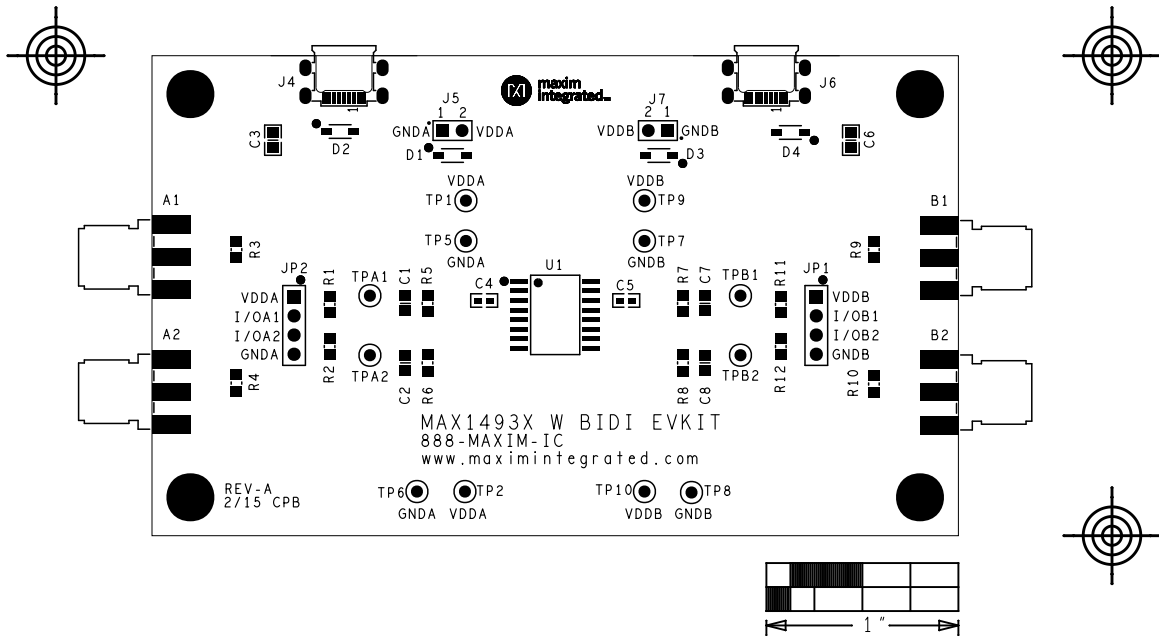 J4
maxim
integrated™
J6
J5
J7
1
1
1 2
2 1
GNDA
VDDA
VDDB
GNDB
C3
D2
D1
D3
D4
C6
VDDA
VDDB
TP1
TP9
A1
B1
TP5
TP7
GNDA
GNDB
R3
R9
JP2
R1
TPA1
C1
R5
C4
U1
C5
R7
C7
TPB1
R11
JP1
VDDA
VDDB
I/OA1
I/OB1
I/OA2
I/OB2
GNDA
GNDB
A2
B2
R4
R2
TPA2
C2
R6
R8
C8
TPB2
R12
R10
MAX1493X W BIDI EVKIT
888-MAXIM-IC
www.maximintegrated.com
REV-A
2/15 CPB
TP6
TP2
TP10
TP8
GNDA
VDDA
VDDB
GNDB
1"